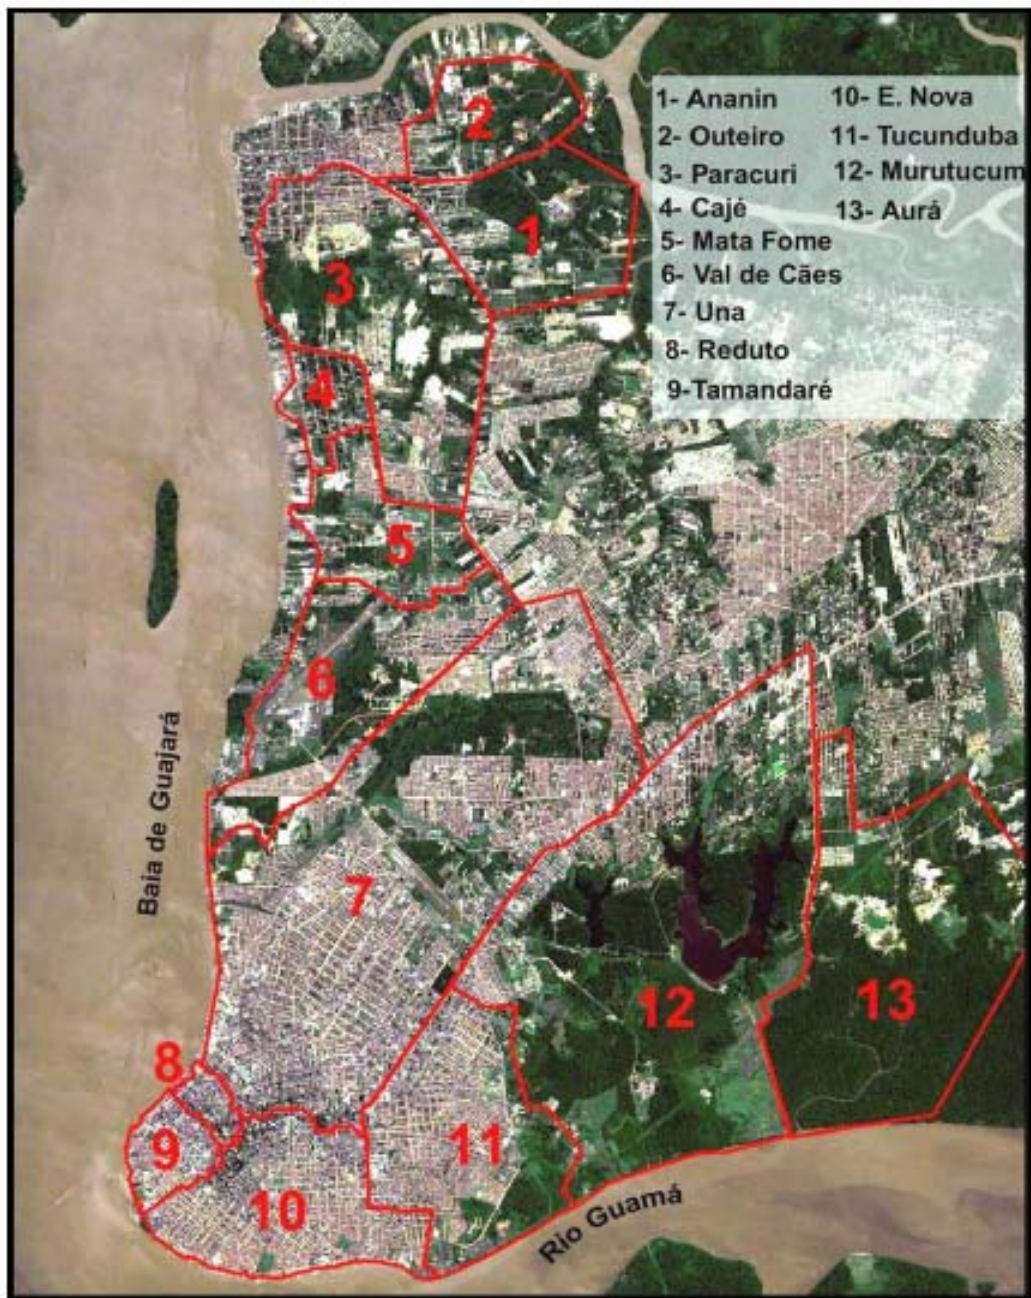 1- Ananin
2- Outeiro
3- Paracuri
4- Cajé
5- Mata Fome
6- Val de Cães
7- Una
8- Reduto
9-Tamandaré
10- E. Nova
11- Tucunduba
12- Murutucum
13- Aurá
2
1
3
4
5
6
Baia de Guajará
7
12
13
8
9
11
10
Rio Guamá